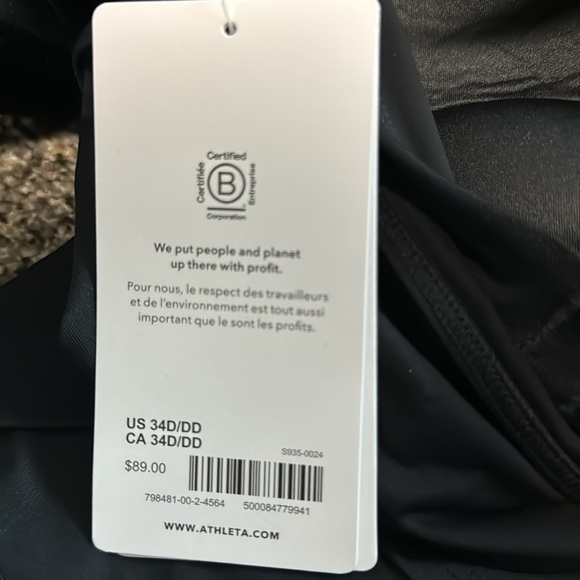 Certified
Certifiée
B
Entreprise
Corporation
We put people and planet
up there with profit.
Pour nous, le respect des travailleurs
et de l'environnement est tout aussi
important que le sont les profits.
US 34D/DD
CA 34D/DD
S935-0024
$89.00
798481-00-2-4564 500084779941
WWW.ATHLETA.COM